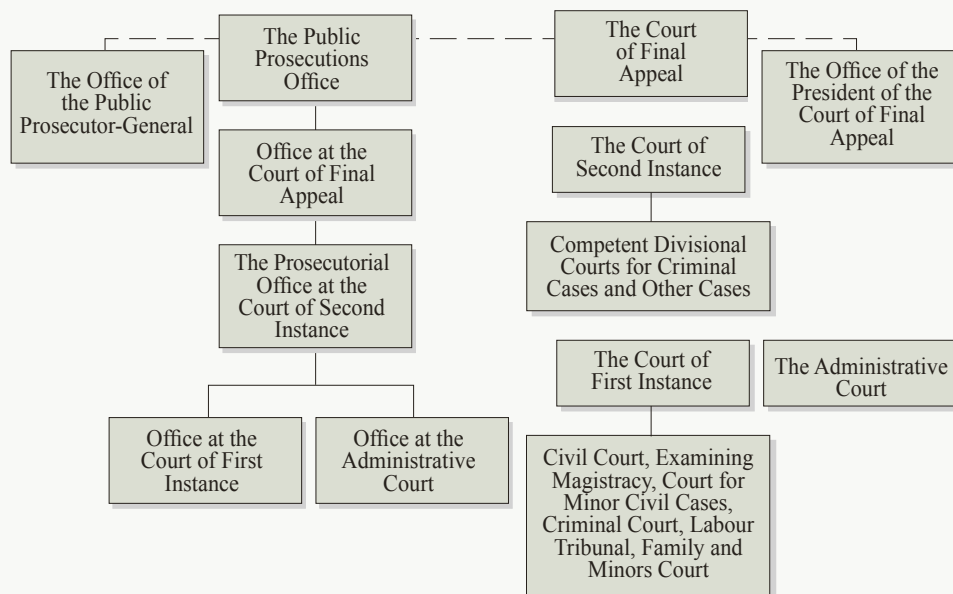 The Office of
the Public
Prosecutor-General
The Public
Prosecutions
Office
Office at the
Court of Final
Appeal
The Prosecutorial
Office at the
Court of Second
Instance
Office at the
Court of First
Instance
Office at the
Administrative
Court
The Court
of Final
Appeal
The Office of the
President of the
Court of Final
Appeal
The Court of
Second Instance
Competent Divisional
Courts for Criminal
Cases and Other Cases
The Court of
First Instance
The Administrative
Court
Civil Court, Examining
Magistracy, Court for
Minor Civil Cases,
Criminal Court, Labour
Tribunal, Family and
Minors Court